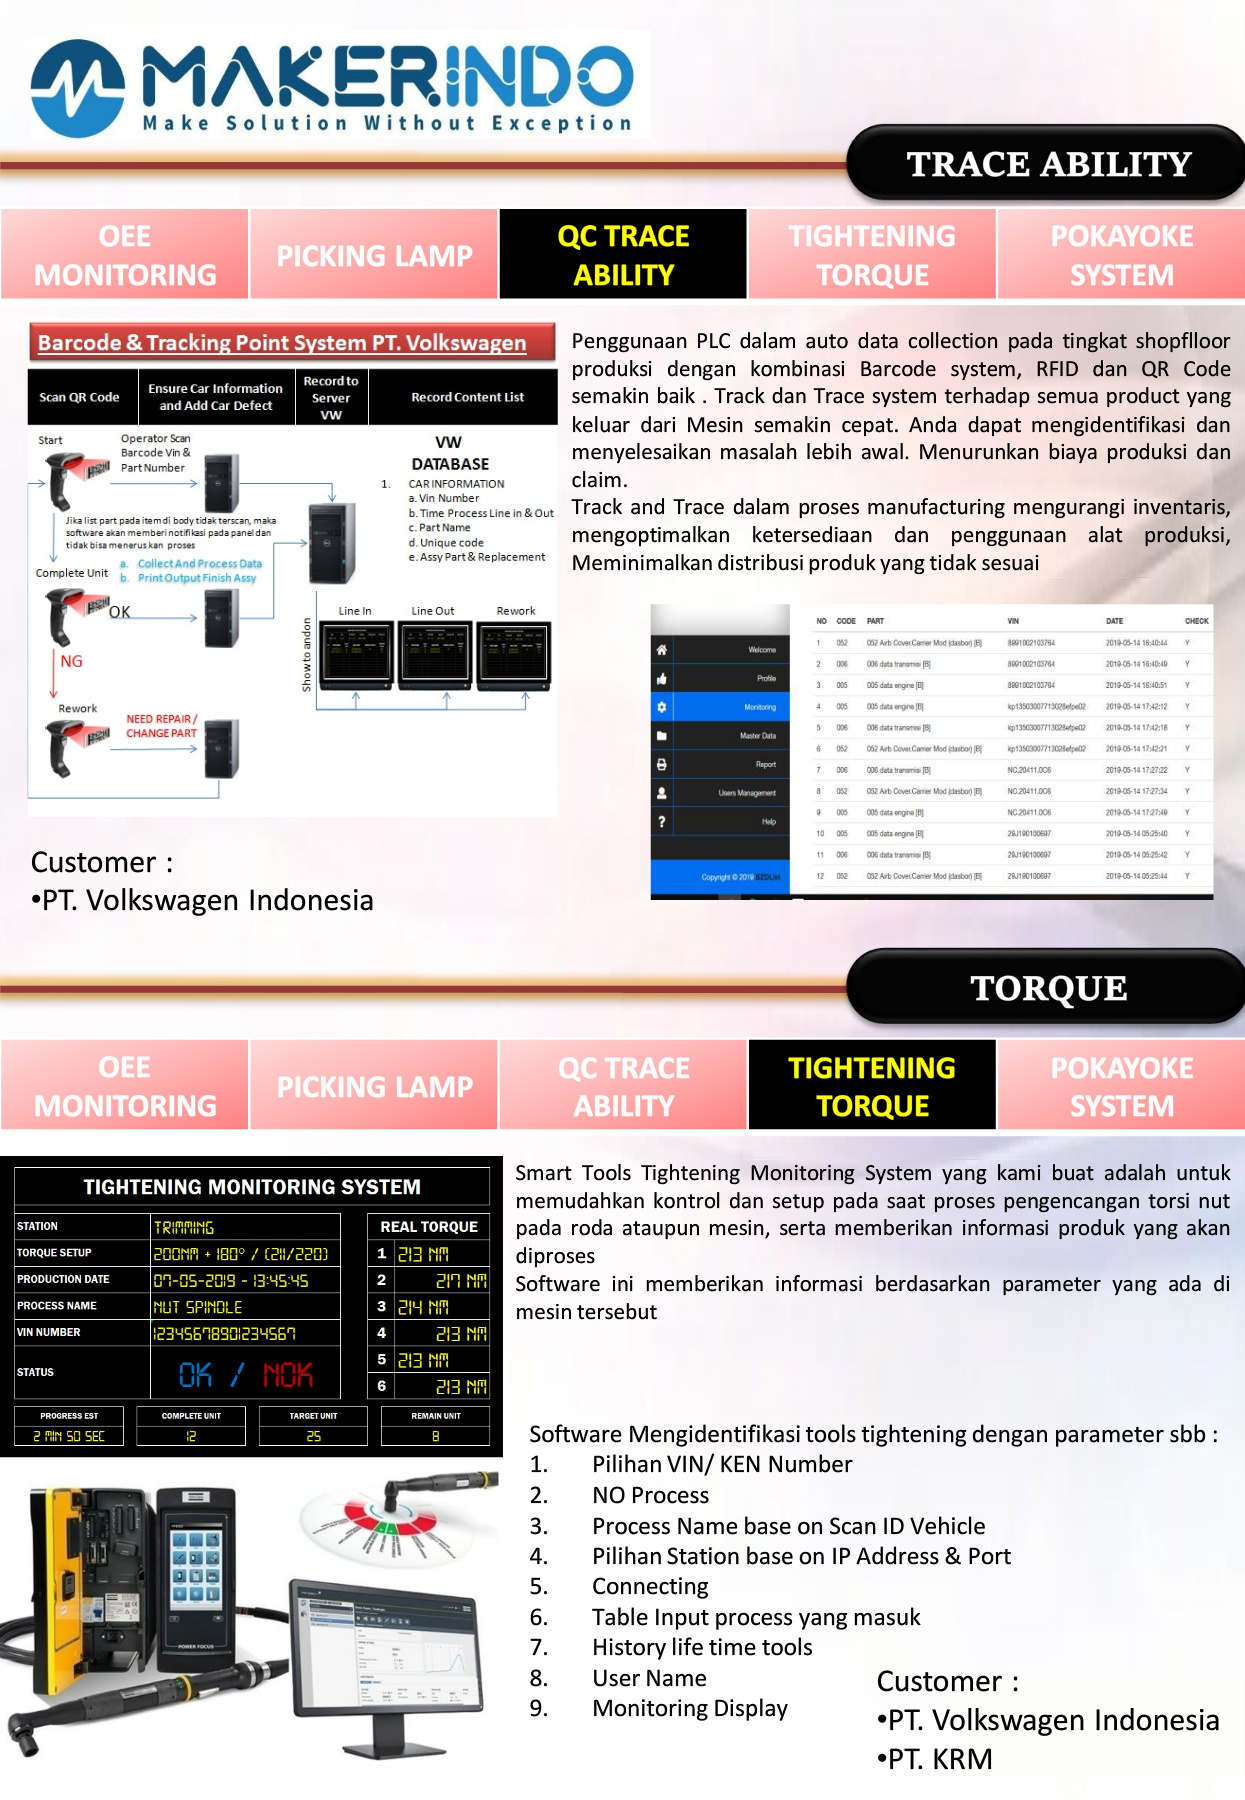 MAKERINDO
Make Solution Without Exception
TRACE ABILITY
OEE MONITORING
PICKING LAMP
QC TRACE ABILITY
TIGHTENING TORQUE
POKAYOKE SYSTEM
Barcode & Tracking Point System PT. Volkswagen
Scan QR Code
Ensure Car Information
and Add Car Defect
Record to
Server
VW
Record Content List
Start
Operator Scan
Barcode Vin &
Part Number
Jika list part pada item di body tidak terscan, maka
software akan memberi notifikasi pada panel dan
tidak bisa menerus kan proses
a. Collect And Process Data
b. Print Output Finish Assy
Complete Unit
OK
NG
Rework
NEED REPAIR /
CHANGE PART
VW
DATABASE
1. CAR INFORMATION
a. Vin Number
b. Time Process Line in & Out
c. Part Name
d. Unique code
e. Assy Part & Replacement
Show to andon
Line In
Line Out
Rework
Penggunaan PLC dalam auto data collection pada tingkat shopflloor
produksi dengan kombinasi Barcode system, RFID dan QR Code
semakin baik . Track dan Trace system terhadap semua product yang
keluar dari Mesin semakin cepat. Anda dapat mengidentifikasi dan
menyelesaikan masalah lebih awal. Menurunkan biaya produksi dan
claim.
Track and Trace dalam proses manufacturing mengurangi inventaris,
mengoptimalkan ketersediaan dan penggunaan alat produksi,
Meminimalkan distribusi produk yang tidak sesuai
Welcome
Profile
Monitoring
Master Data
Report
Users Management
Help
Copyright © 2019 BZDList
NO CODE PART VIN DATE CHECK
1 052 052 Airb Cover.Carrier Mod (dasbor) [B] 8991002103764 2019-05-14 16:40:44 Y
2 006 006 data transmisi [B] 8991002103764 2019-05-14 16:40:49 Y
3 005 005 data engine [B] 8991002103764 2019-05-14 16:40:51 Y
4 005 005 data engine [B] kp13503007713028efpe02 2019-05-14 17:42:12 Y
5 006 006 data transmisi [B] kp13503007713028efpe02 2019-05-14 17:42:18 Y
6 052 052 Airb Cover.Carrier Mod (dasbor) [B] kp13503007713028efpe02 2019-05-14 17:42:21 Y
7 006 006 data transmisi [B] NC.20411.0C6 2019-05-14 17:27:22 Y
8 052 052 Airb Cover.Carrier Mod (dasbor) [B] NC.20411.0C6 2019-05-14 17:27:34 Y
9 005 005 data engine [B] NC.20411.0C6 2019-05-14 17:27:49 Y
10 005 005 data engine [B] 29J190100697 2019-05-14 05:25:40 Y
11 006 006 data transmisi [B] 29J190100697 2019-05-14 05:25:42 Y
12 052 052 Airb Cover.Carrier Mod (dasbor) [B] 29J190100697 2019-05-14 05:25:44 Y
Customer :
•PT. Volkswagen Indonesia
TORQUE
OEE MONITORING
PICKING LAMP
QC TRACE ABILITY
TIGHTENING TORQUE
POKAYOKE SYSTEM
TIGHTENING MONITORING SYSTEM
STATION TRIMMING
TORQUE SETUP 200NM + 180° / (211/220)
PRODUCTION DATE 07-05-2019 - 13:45:45
PROCESS NAME NUT SPINDLE
VIN NUMBER 12345678901234567
STATUS OK / NOK
REAL TORQUE
1 213 NM
2 217 NM
3 214 NM
4 213 NM
5 213 NM
6 213 NM
PROGRESS EST COMPLETE UNIT TARGET UNIT REMAIN UNIT
2 MIN 50 SEC 12 25 8
POWER FOCUS
Smart Tools Tightening Monitoring System yang kami buat adalah untuk
memudahkan kontrol dan setup pada saat proses pengencangan torsi nut
pada roda ataupun mesin, serta memberikan informasi produk yang akan
diproses
Software ini memberikan informasi berdasarkan parameter yang ada di
mesin tersebut
Software Mengidentifikasi tools tightening dengan parameter sbb :
1. Pilihan VIN/ KEN Number
2. NO Process
3. Process Name base on Scan ID Vehicle
4. Pilihan Station base on IP Address & Port
5. Connecting
6. Table Input process yang masuk
7. History life time tools
8. User Name
9. Monitoring Display
Customer :
•PT. Volkswagen Indonesia
•PT. KRM